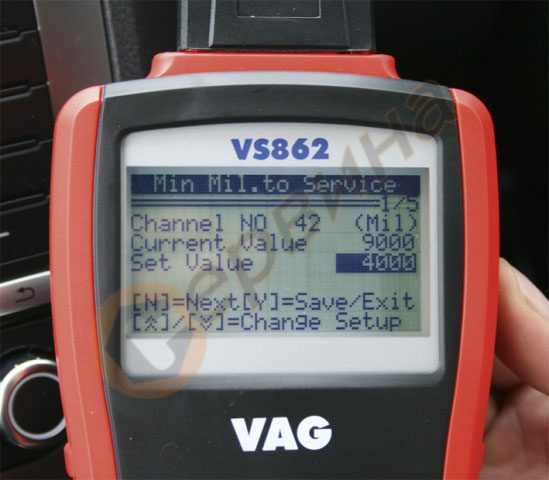 VS862
Min Mil.to Service
1/5
Channel NO 42 (Mil)
Current Value 9000
Set Value 4000
[N]=Next[Y]=Save/Exit
[⌃]/[⌄]=Change Setup
Сервина
VAG